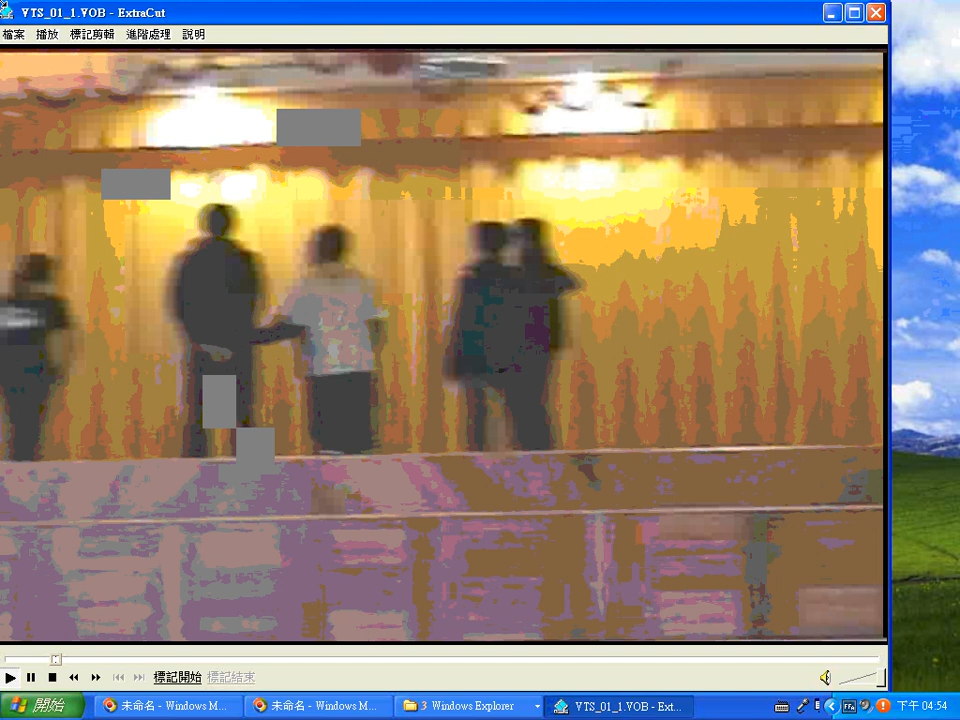 VTS_01_1.VOB - ExtraCut
檔案 播放 標記剪輯 進階處理 說明
標記開始 標記結束
開始 未命名 - Windows M... 未命名 - Windows M... 3 Windows Explorer VTS_01_1.VOB - Ext... 下午 04:54